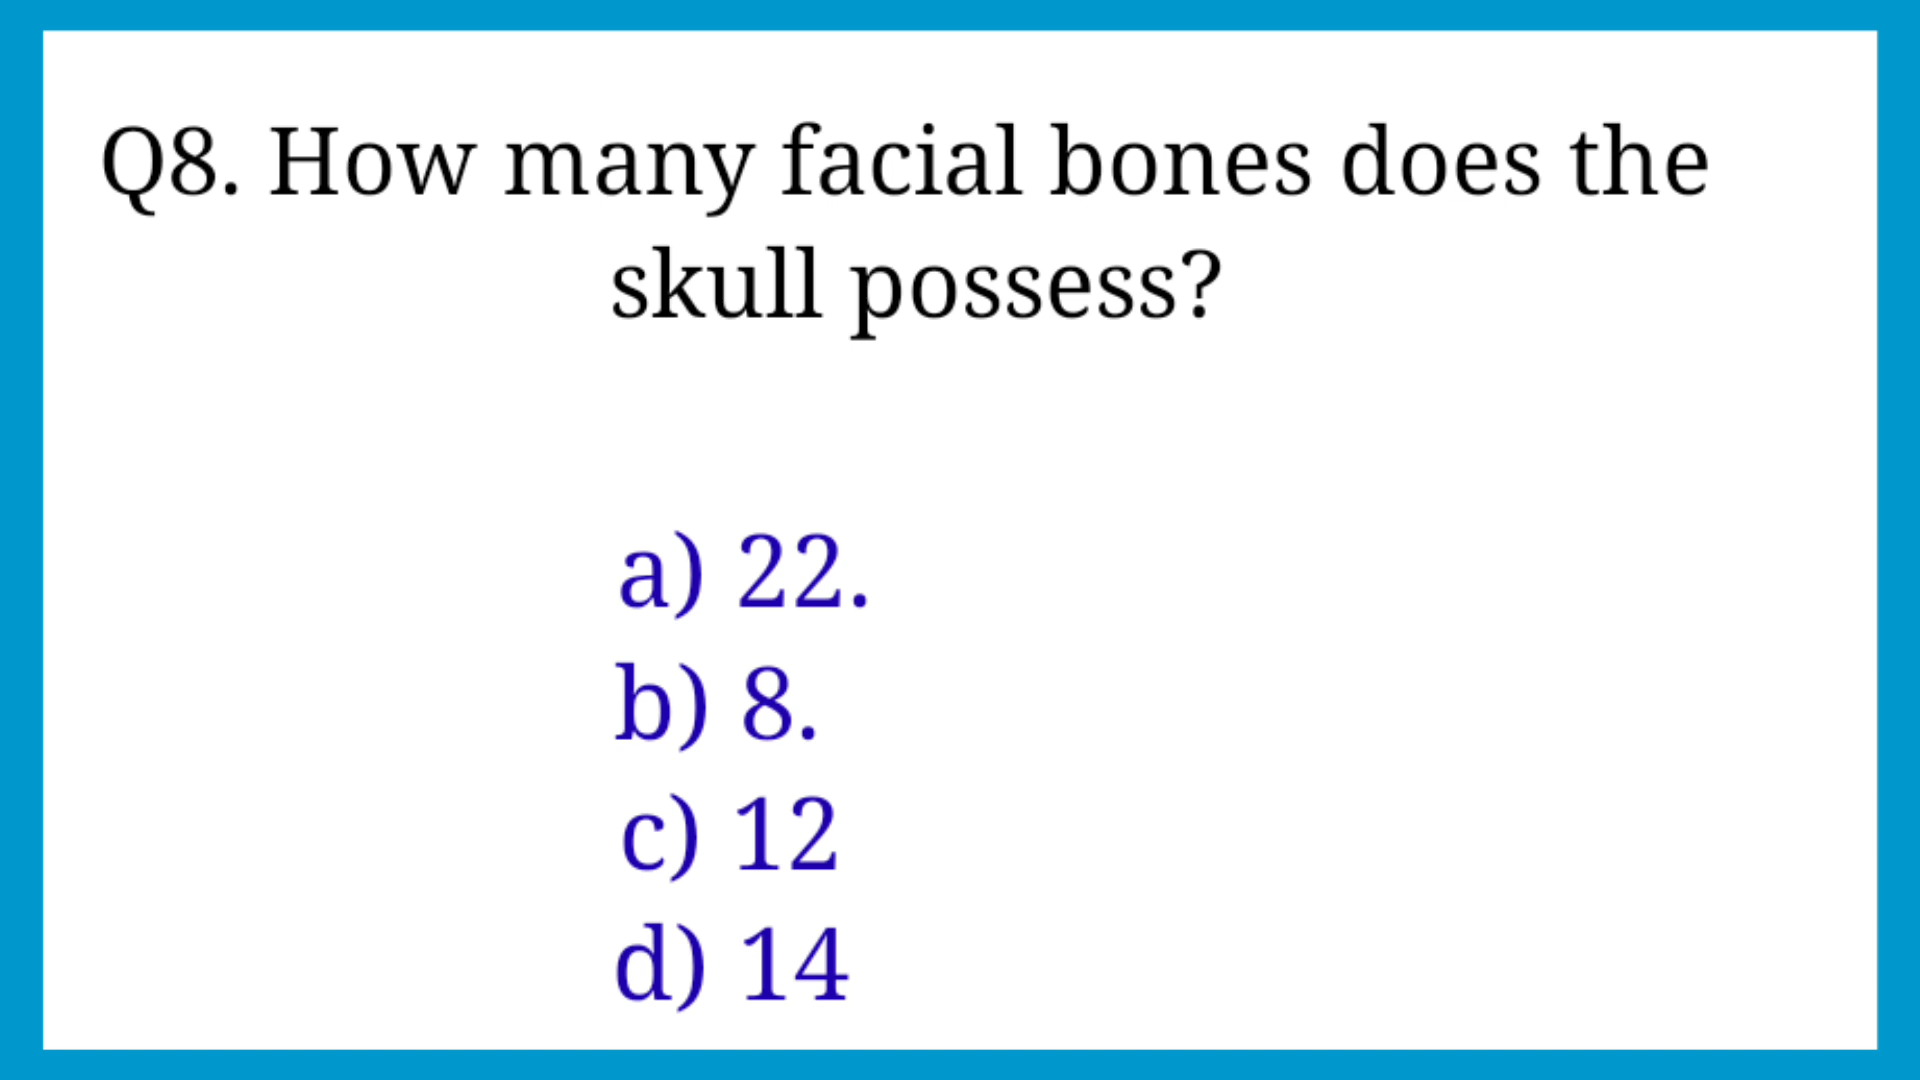 Q8. How many facial bones does the
skull possess?
a) 22.
b) 8.
c) 12
d) 14